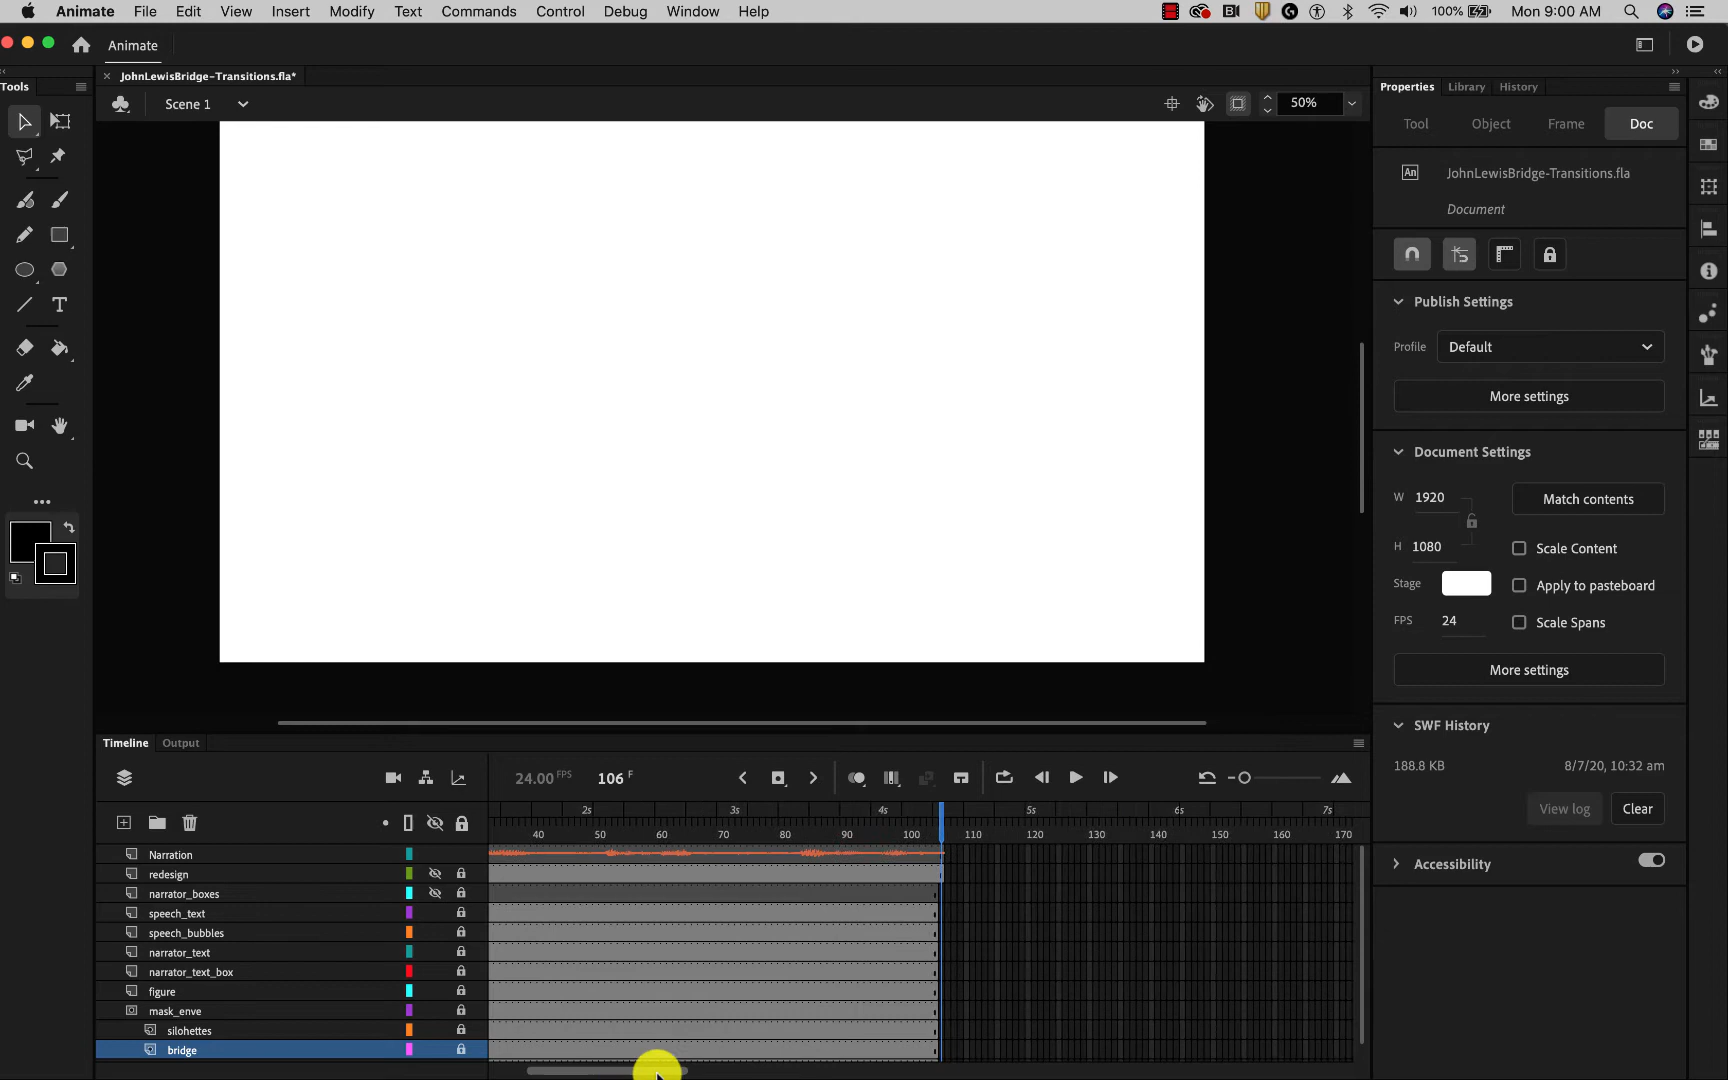 Animate File Edit View Insert Modify Text Commands Control Debug Window Help 100% Mon 9:00 AM
Animate
JohnLewisBridge-Transitions.fla*
Tools
Scene 1 50%
Properties Library History
Tool Object Frame Doc
An JohnLewisBridge-Transitions.fla
Document
Publish Settings
Profile Default
More settings
Document Settings
W 1920 Match contents
H 1080 Scale Content
Stage Apply to pasteboard
FPS 24 Scale Spans
More settings
SWF History
188.8 KB 8/7/20, 10:32 am
View log Clear
Accessibility
Timeline Output
24.00 FPS 106 F
2s 3s 4s 5s 6s 7s
40 50 60 70 80 90 100 110 120 130 140 150 160 170
Narration
redesign
narrator_boxes
speech_text
speech_bubbles
narrator_text
narrator_text_box
figure
mask_enve
silohettes
bridge